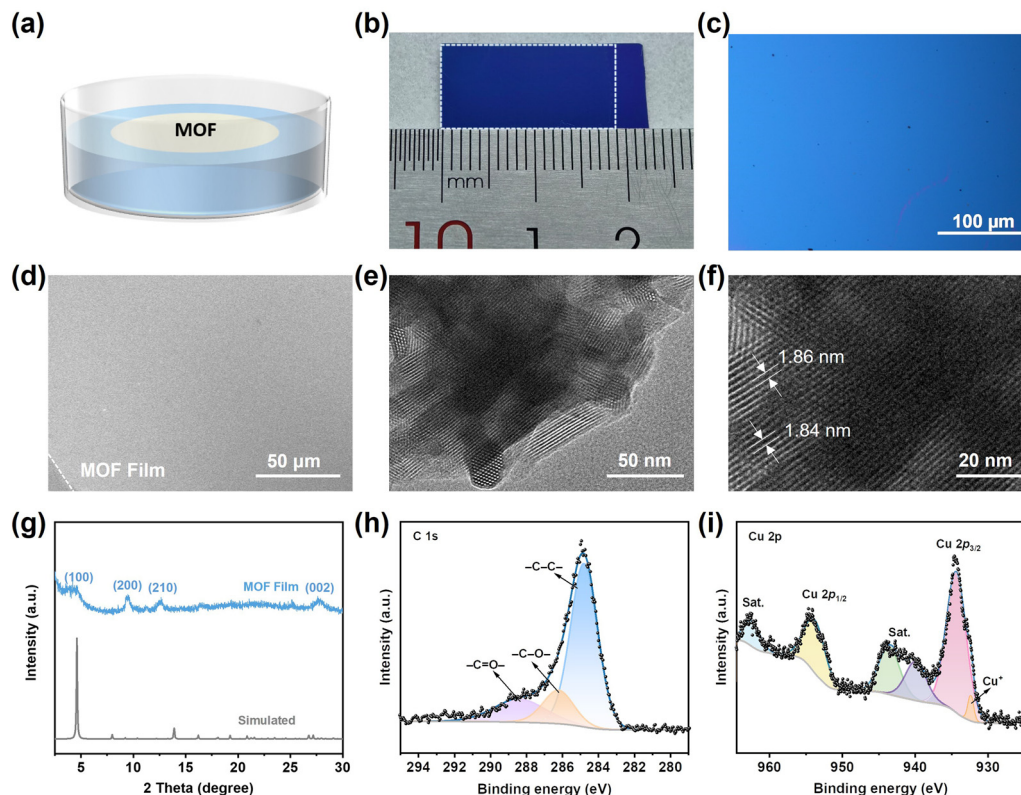 (a)
MOF
(b)
mm
10 1 2
(c)
100 µm
(d)
MOF Film
50 µm
(e)
50 nm
(f)
1.86 nm
1.84 nm
20 nm
(g)
Intensity (a.u.)
(100)
(200)
(210)
MOF Film
(002)
Simulated
5 10 15 20 25 30
2 Theta (degree)
(h)
C 1s
Intensity (a.u.)
–C–C–
–C–O–
–C=O–
294 292 290 288 286 284 282 280
Binding energy (eV)
(i)
Cu 2p
Intensity (a.u.)
Sat.
Cu 2p1/2
Sat.
Cu 2p3/2
Cu+
960 950 940 930
Binding energy (eV)